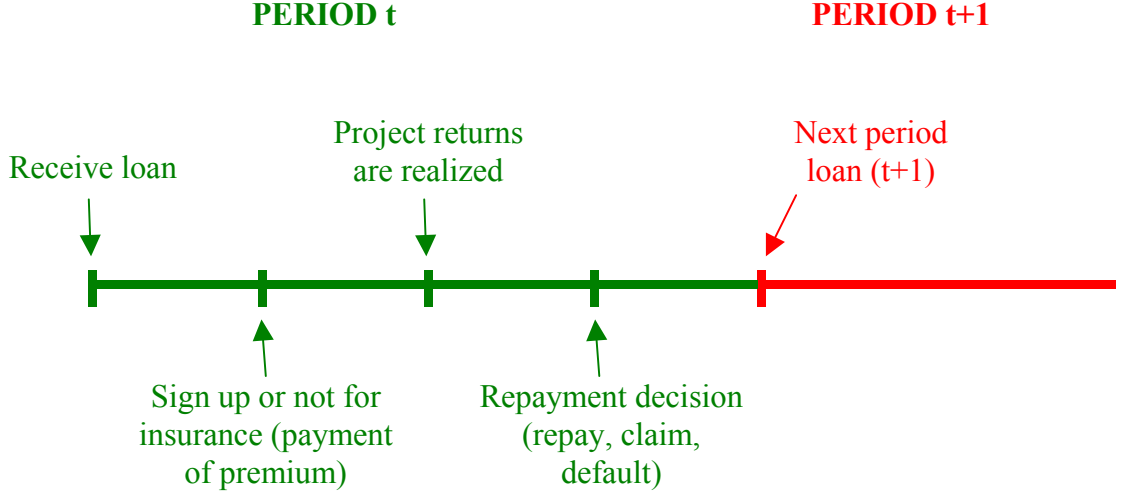 PERIOD t
PERIOD t+1
Receive loan
Project returns
are realized
Next period
loan (t+1)
Sign up or not for
insurance (payment
of premium)
Repayment decision
(repay, claim,
default)